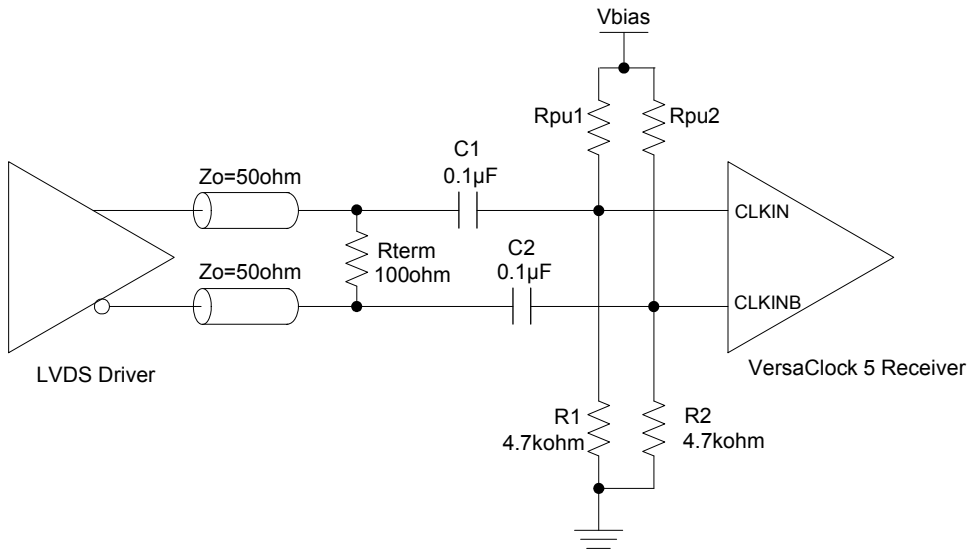 Vbias
Rpu1
Rpu2
C1
0.1µF
Zo=50ohm
CLKIN
Rterm
100ohm
C2
0.1µF
Zo=50ohm
CLKINB
LVDS Driver
VersaClock 5 Receiver
R1
4.7kohm
R2
4.7kohm